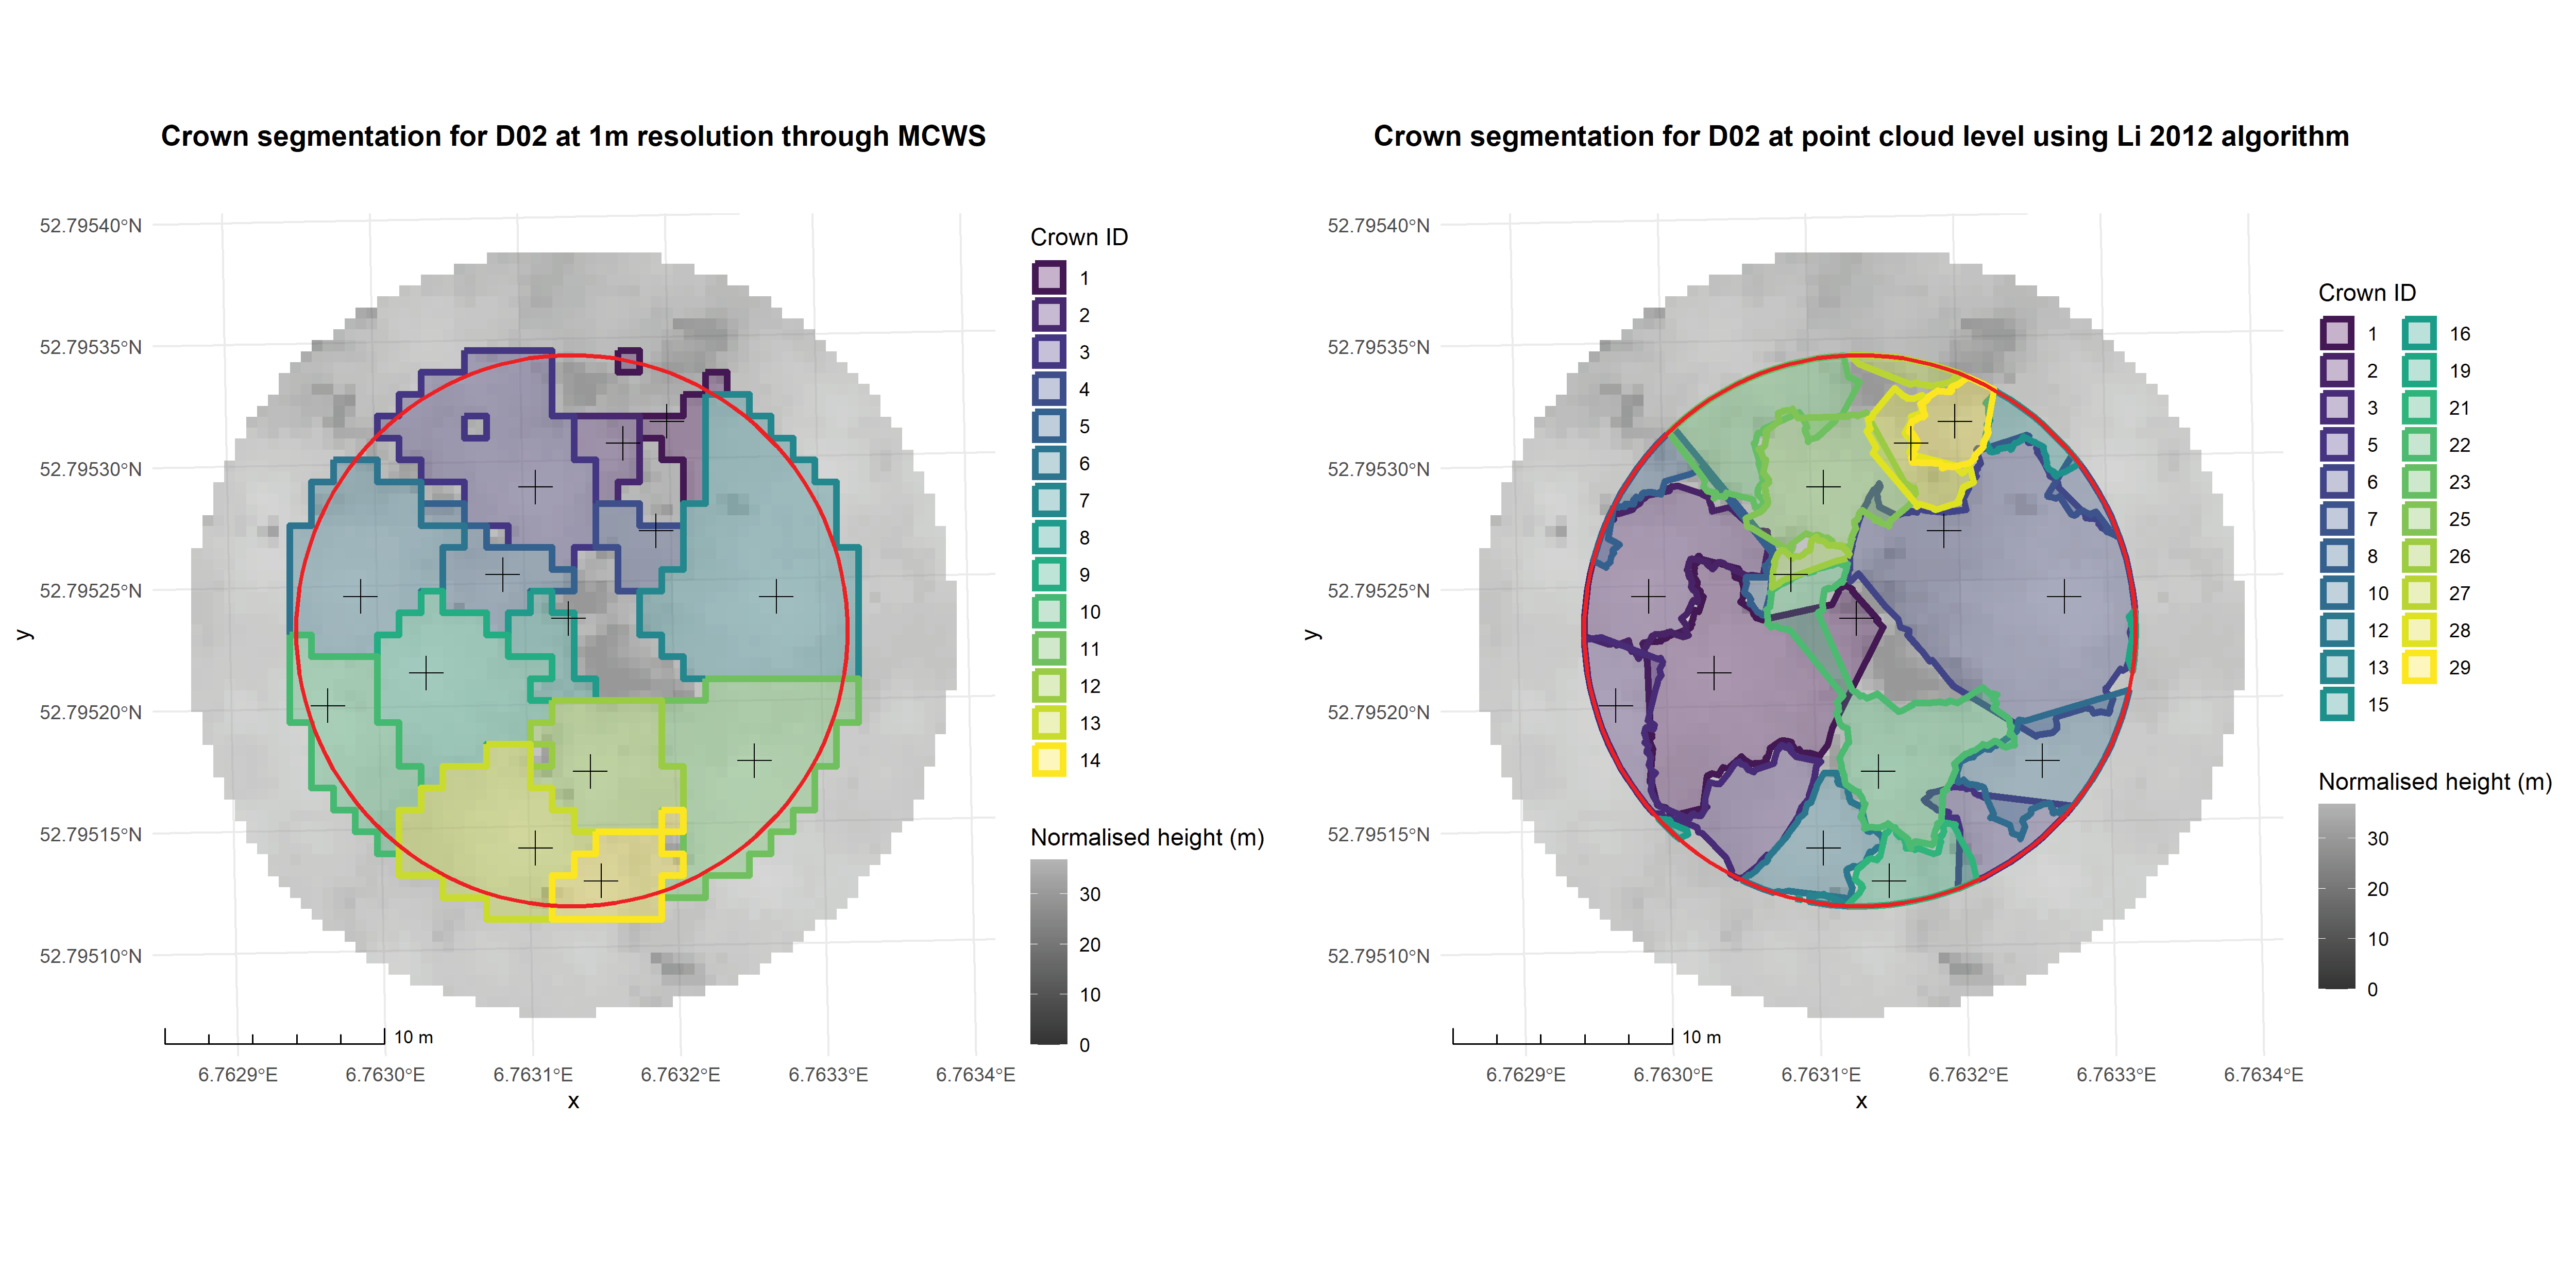 Crown segmentation for D02 at 1m resolution through MCWS
52.79540°N
52.79535°N
52.79530°N
52.79525°N
52.79520°N
52.79515°N
52.79510°N
y
10 m
6.7629°E 6.7630°E 6.7631°E 6.7632°E 6.7633°E 6.7634°E
x
Crown ID
1
2
3
4
5
6
7
8
9
10
11
12
13
14
Normalised height (m)
30
20
10
0
Crown segmentation for D02 at point cloud level using Li 2012 algorithm
52.79540°N
52.79535°N
52.79530°N
52.79525°N
52.79520°N
52.79515°N
52.79510°N
y
10 m
6.7629°E 6.7630°E 6.7631°E 6.7632°E 6.7633°E 6.7634°E
x
Crown ID
1 16
2 19
3 21
5 22
6 23
7 25
8 26
10 27
12 28
13 29
15
Normalised height (m)
30
20
10
0